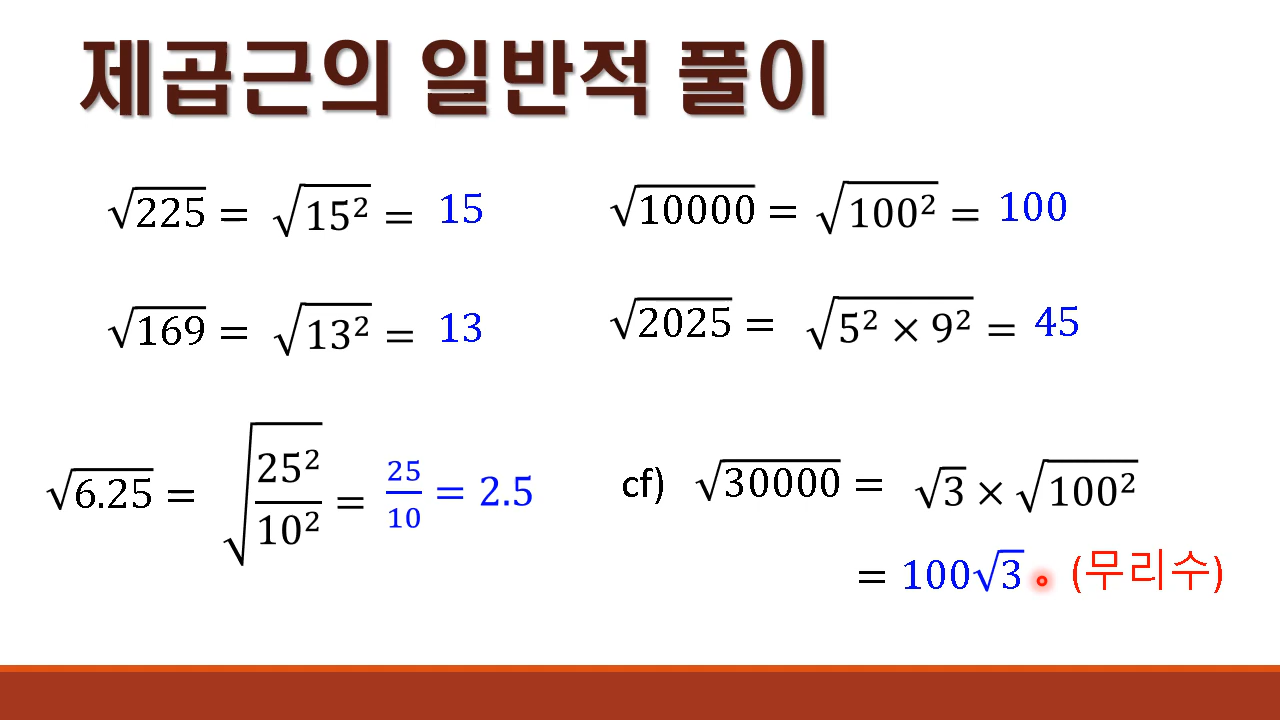 제곱근의 일반적 풀이
√225 = √15² = 15
√10000 = √100² = 100
√169 = √13² = 13
√2025 = √5² × 9² = 45
√6.25 = √25²/10² = 25/10 = 2.5
cf) √30000 = √3 × √100²
= 100√3 (무리수)